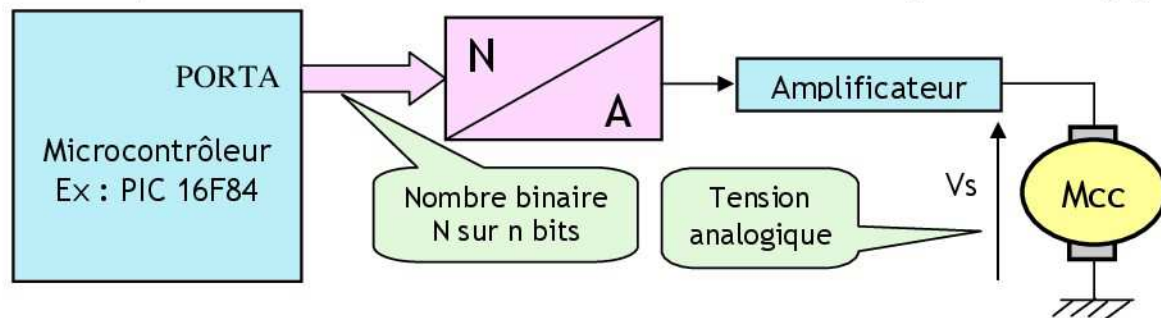 PORTA
Microcontrôleur
Ex : PIC 16F84
N
A
Amplificateur
Nombre binaire
N sur n bits
Tension
analogique
Vs
Mcc